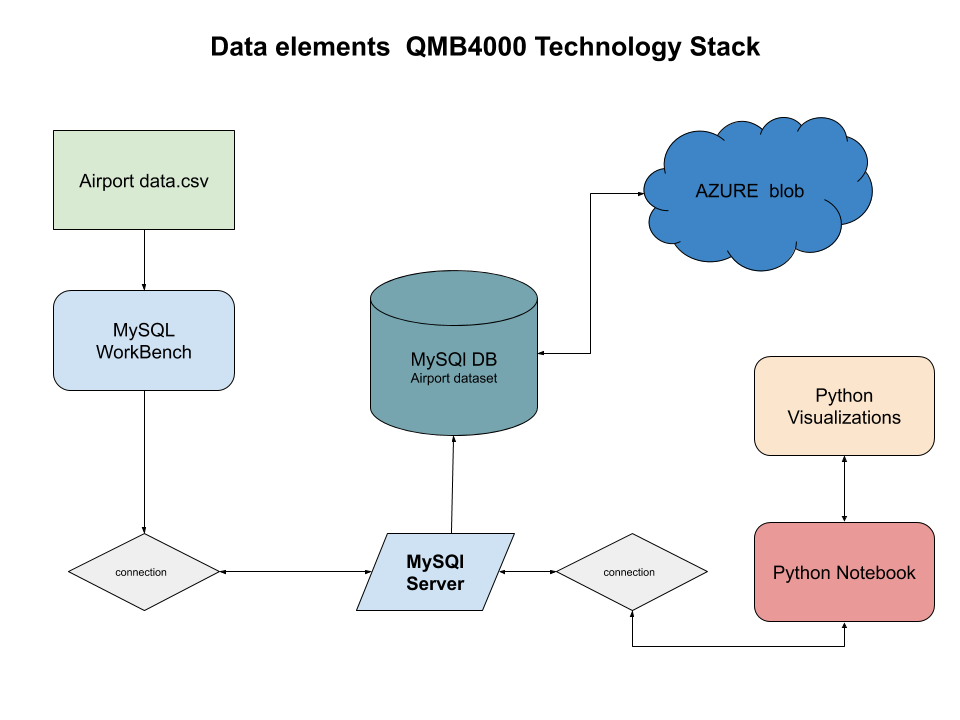 Data elements  QMB4000 Technology Stack
Airport data.csv
AZURE  blob
MySQL
WorkBench
MySQl DB
Airport dataset
Python
Visualizations
connection
MySQl
Server
connection
Python Notebook